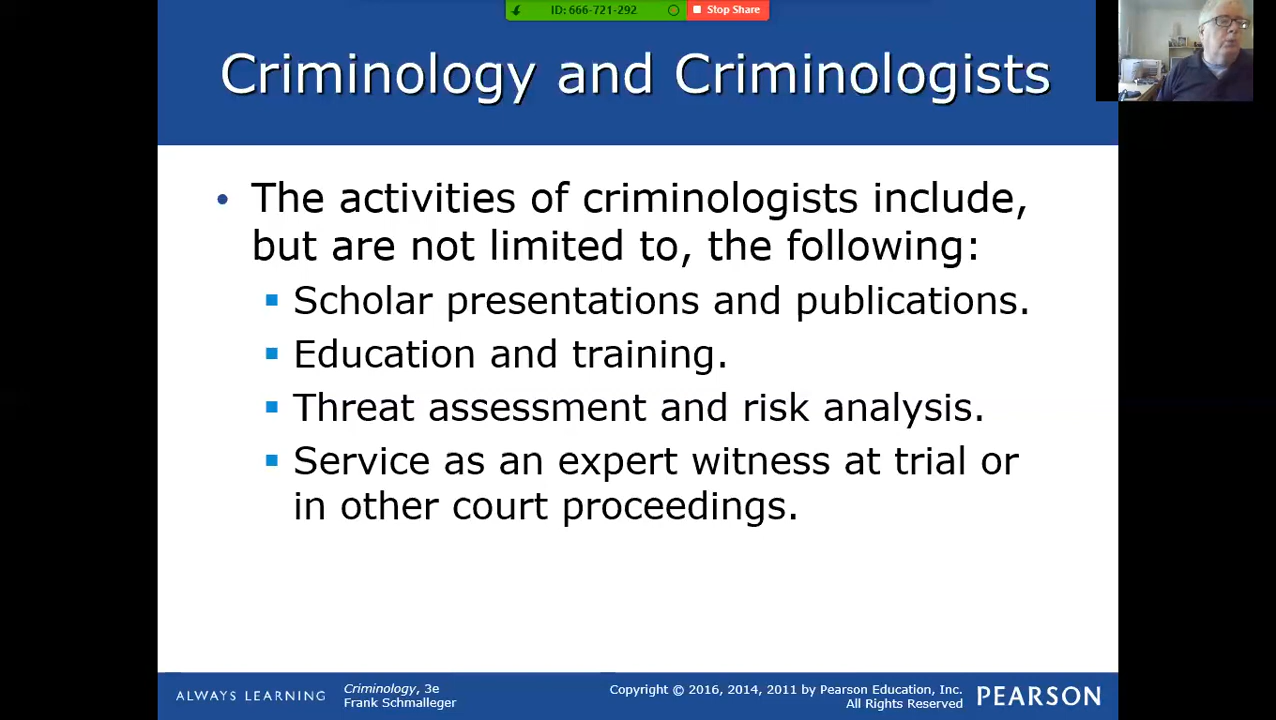 ID: 666-721-292 Stop Share
Criminology and Criminologists
• The activities of criminologists include,
but are not limited to, the following:
▪ Scholar presentations and publications.
▪ Education and training.
▪ Threat assessment and risk analysis.
▪ Service as an expert witness at trial or
in other court proceedings.
ALWAYS LEARNING
Criminology, 3e
Frank Schmalleger
Copyright © 2016, 2014, 2011 by Pearson Education, Inc.
All Rights Reserved
PEARSON